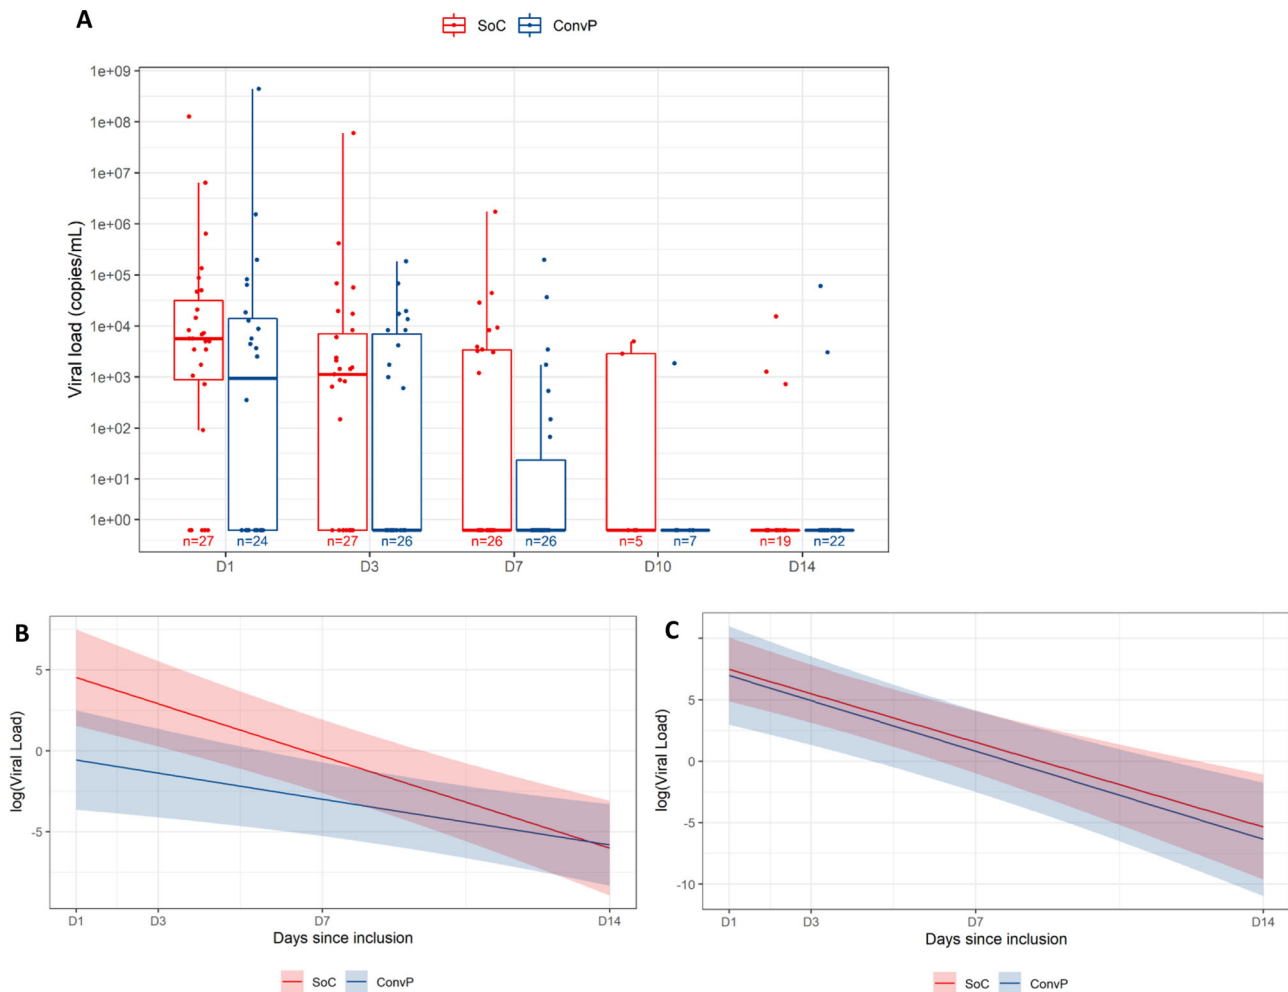 A
SoC ConvP
Viral load (copies/mL)
1e+09
1e+08
1e+07
1e+06
1e+05
1e+04
1e+03
1e+02
1e+01
1e+00
n=27 n=24 n=27 n=26 n=26 n=26 n=5 n=7 n=19 n=22
D1 D3 D7 D10 D14
B
log(Viral Load)
5
0
-5
D1 D3 D7 D14
Days since inclusion
SoC ConvP
C
log(Viral Load)
5
0
-5
-10
D1 D3 D7 D14
Days since inclusion
SoC ConvP